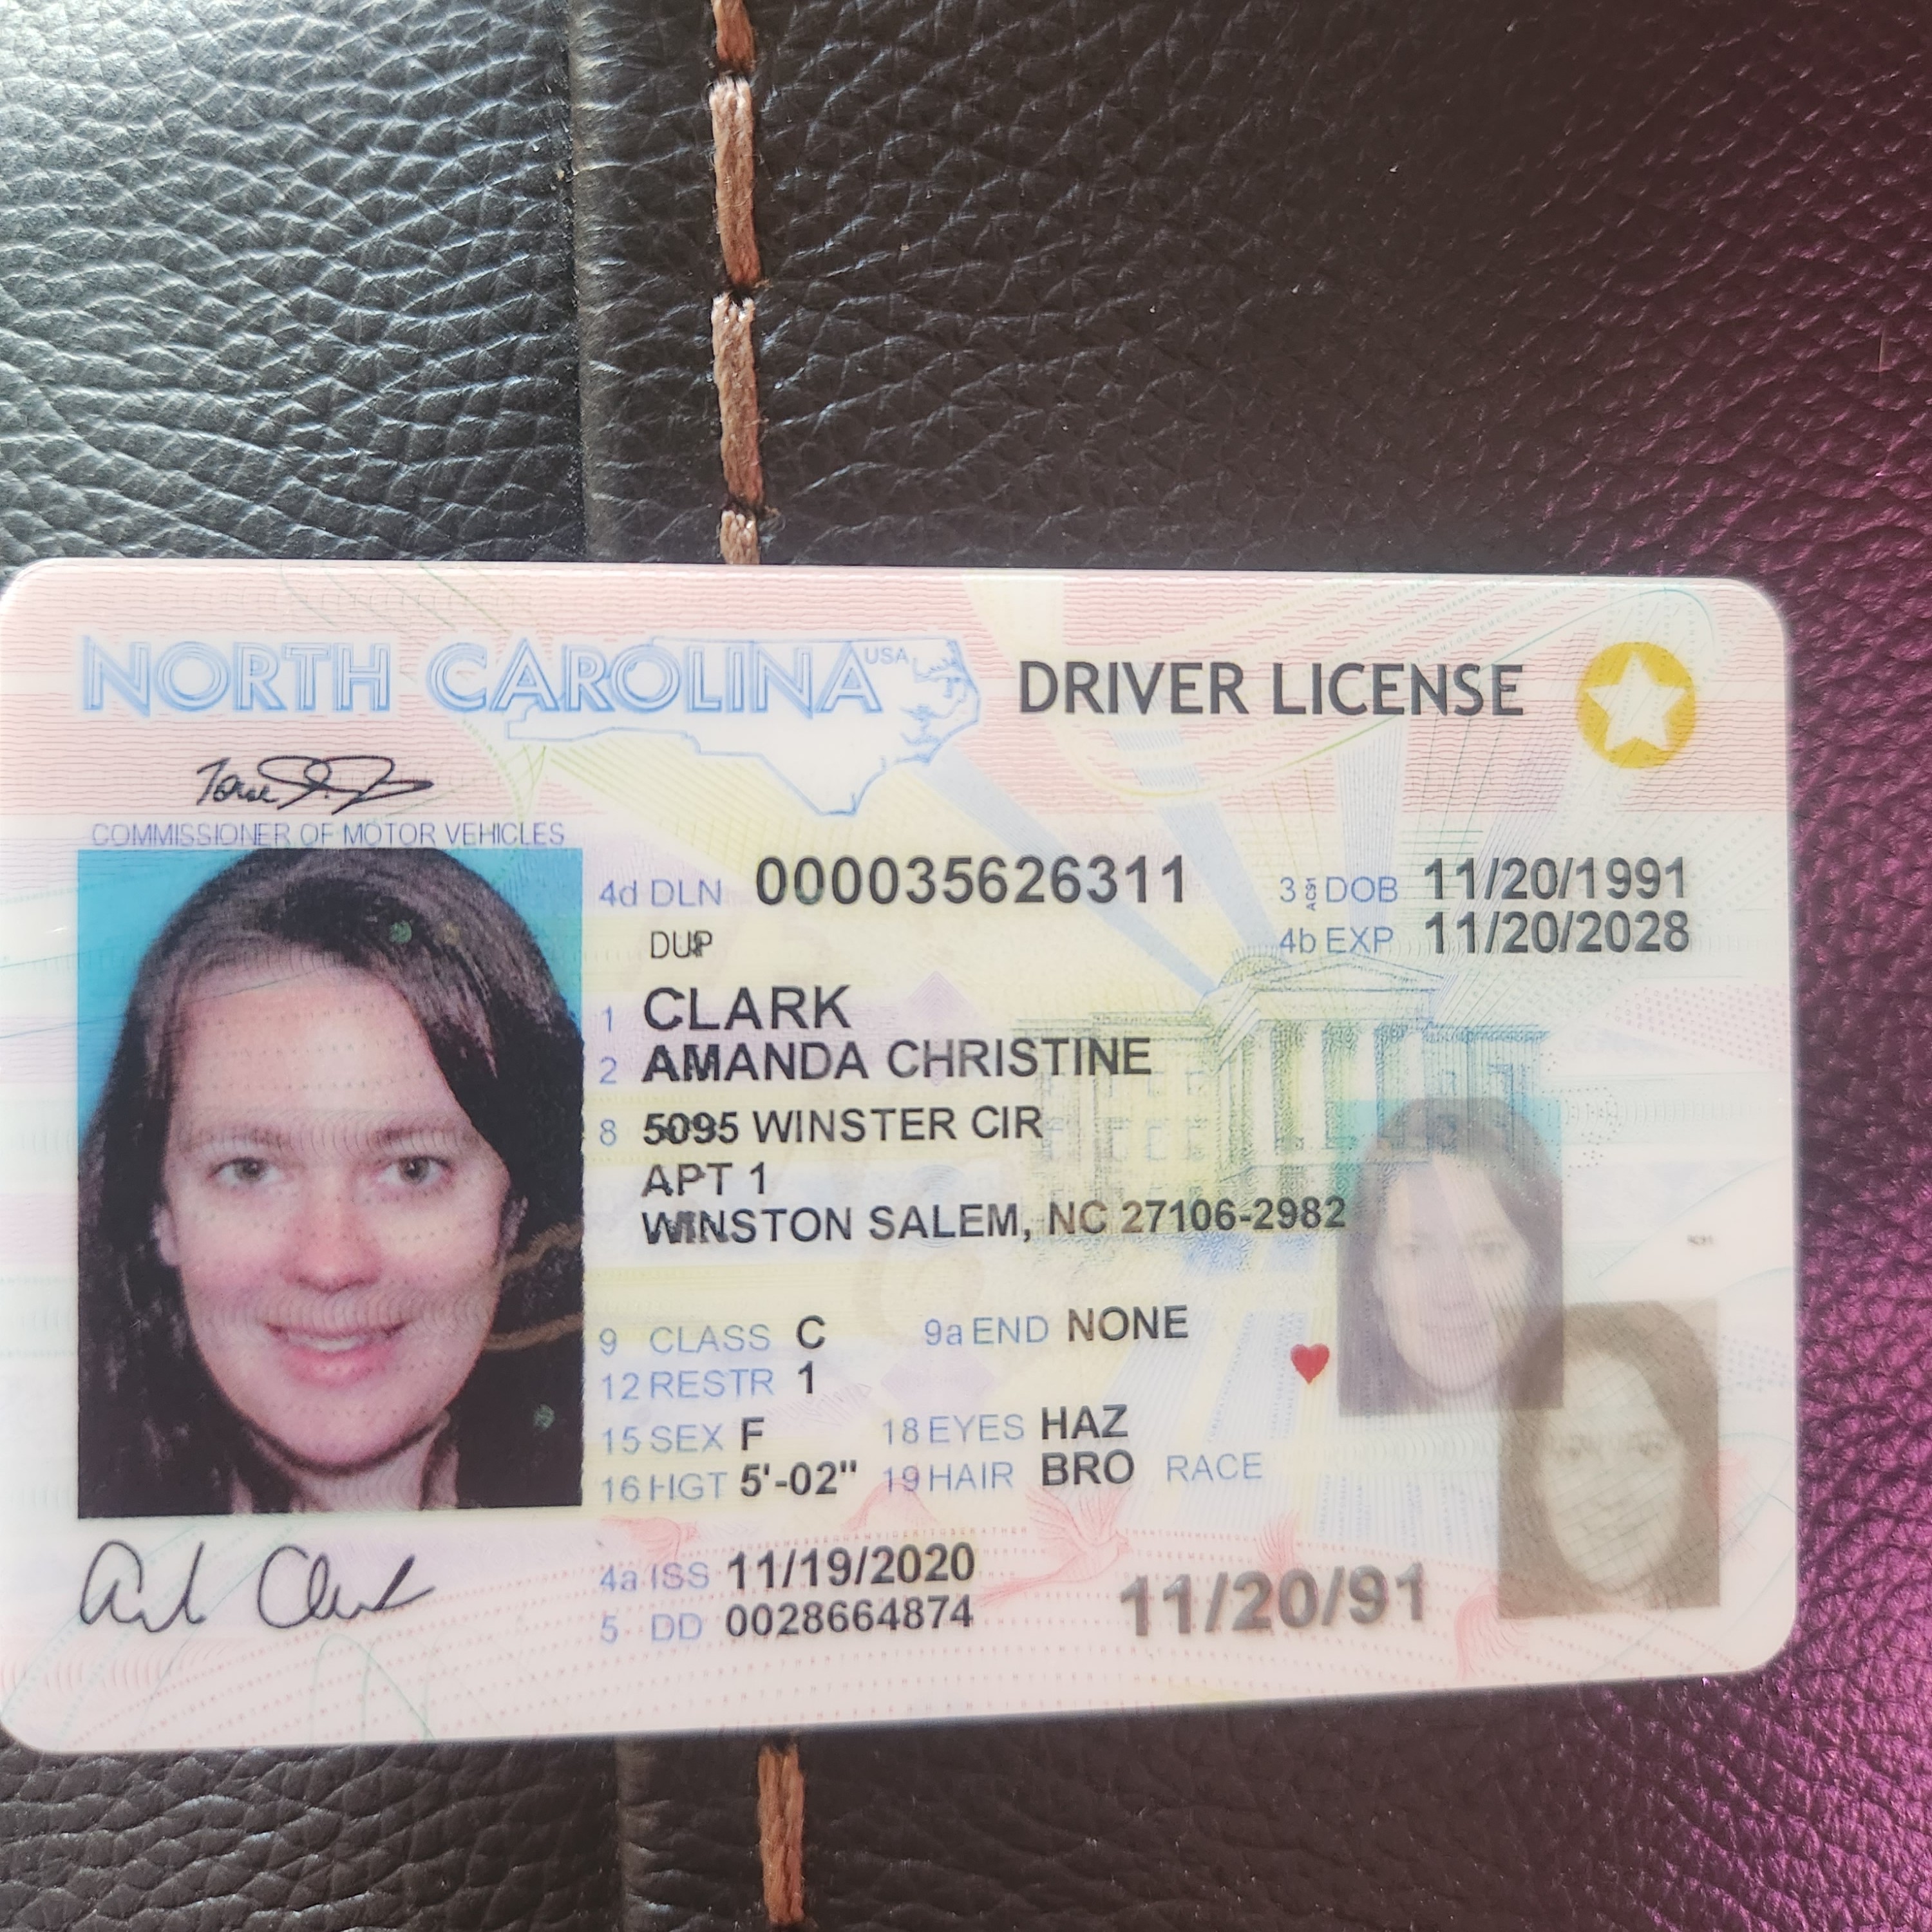 NORTH CAROLINA USA DRIVER LICENSE
COMMISSIONER OF MOTOR VEHICLES
4d DLN 000035626311 3 DOB 11/20/1991
DUP 4b EXP 11/20/2028
1 CLARK
2 AMANDA CHRISTINE
8 5095 WINSTER CIR
APT 1
WINSTON SALEM, NC 27106-2982
9 CLASS C 9a END NONE
12 RESTR 1
15 SEX F 18 EYES HAZ
16 HGT 5'-02" 19 HAIR BRO RACE
4a ISS 11/19/2020
5 DD 0028664874
11/20/91